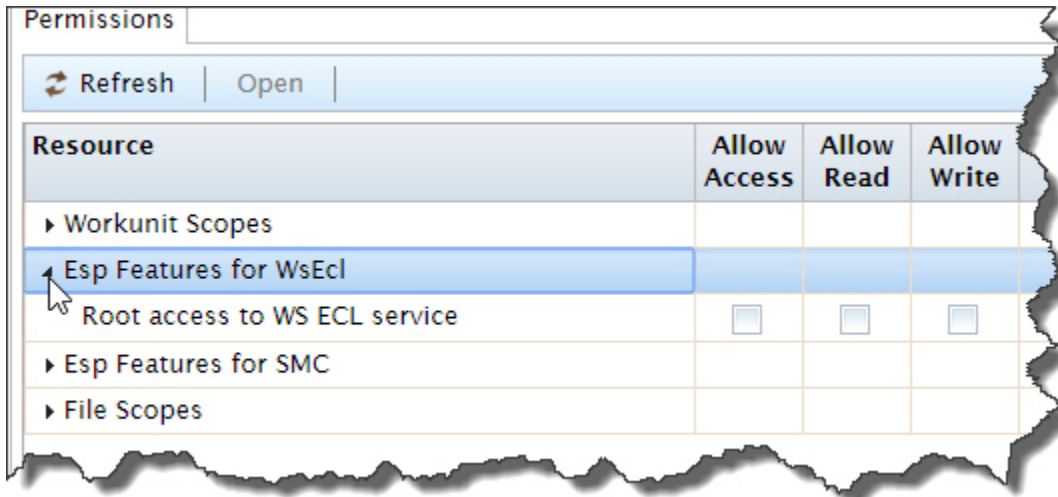 Permissions
Refresh Open
Resource Allow Access Allow Read Allow Write
Workunit Scopes
Esp Features for WsEcl
Root access to WS ECL service
Esp Features for SMC
File Scopes